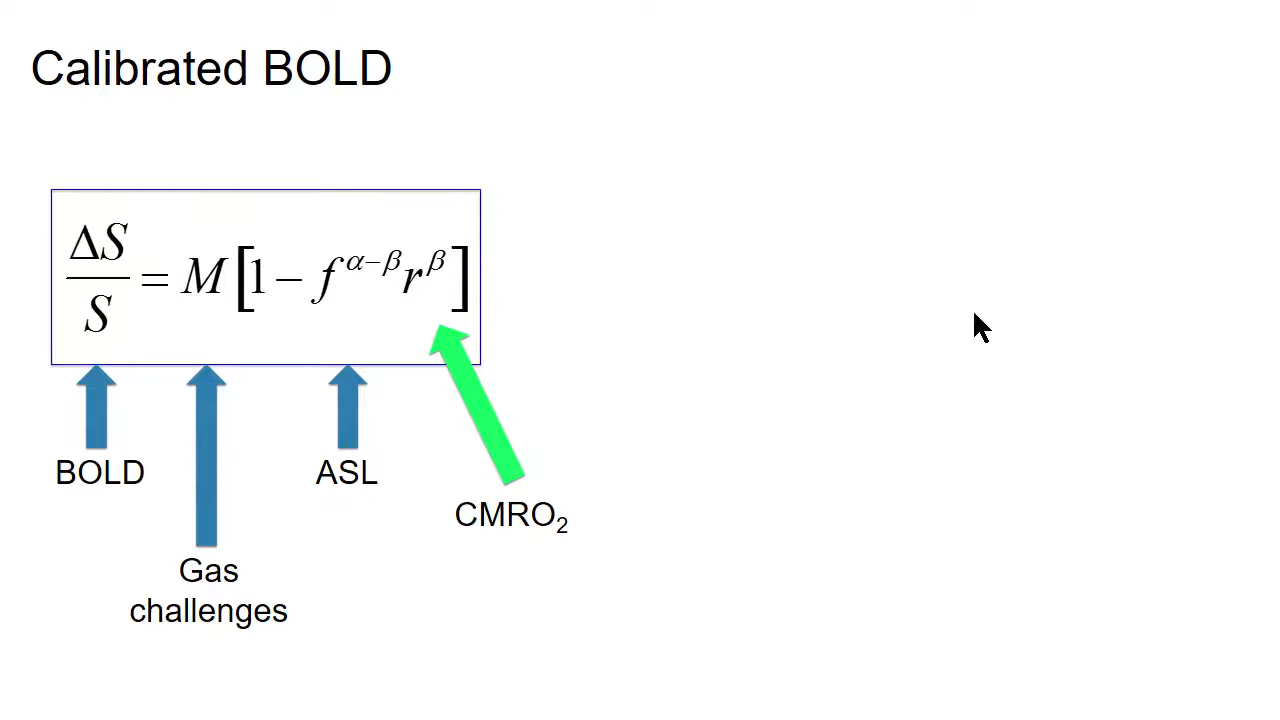 Calibrated BOLD
ΔS/S = M[1 − f^{α−β} r^β]
BOLD
ASL
CMRO₂
Gas
challenges